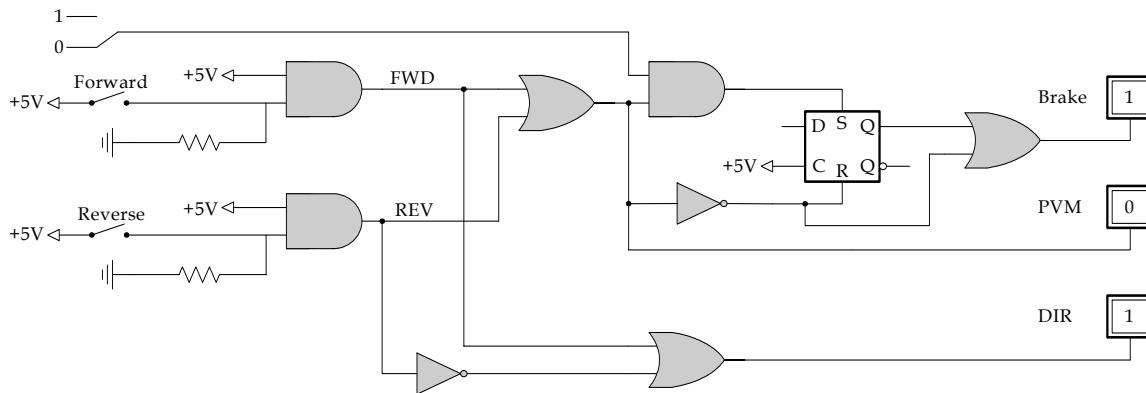 1
0
Forward
+5V
+5V
FWD
Brake
1
D
S
Q
+5V
C
R
Q
Reverse
+5V
+5V
REV
PVM
0
DIR
1